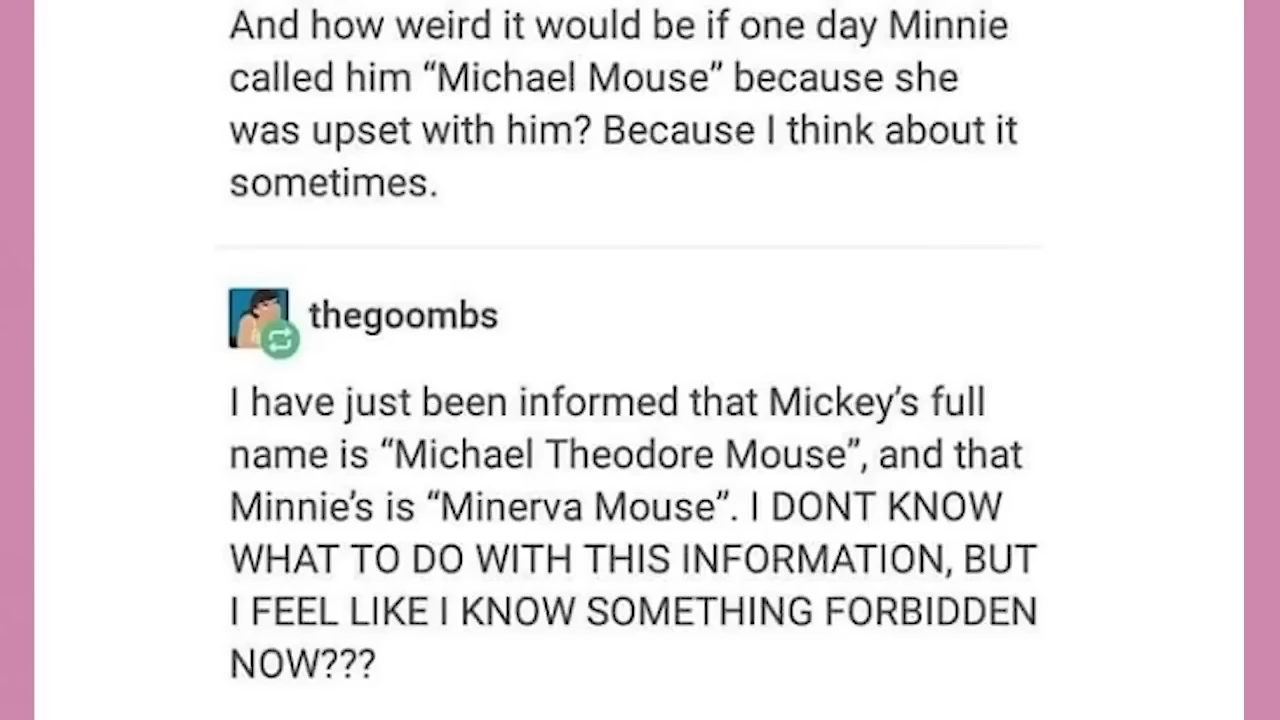 And how weird it would be if one day Minnie
called him “Michael Mouse” because she
was upset with him? Because I think about it
sometimes.
thegoombs
I have just been informed that Mickey’s full
name is “Michael Theodore Mouse”, and that
Minnie’s is “Minerva Mouse”. I DONT KNOW
WHAT TO DO WITH THIS INFORMATION, BUT
I FEEL LIKE I KNOW SOMETHING FORBIDDEN
NOW???